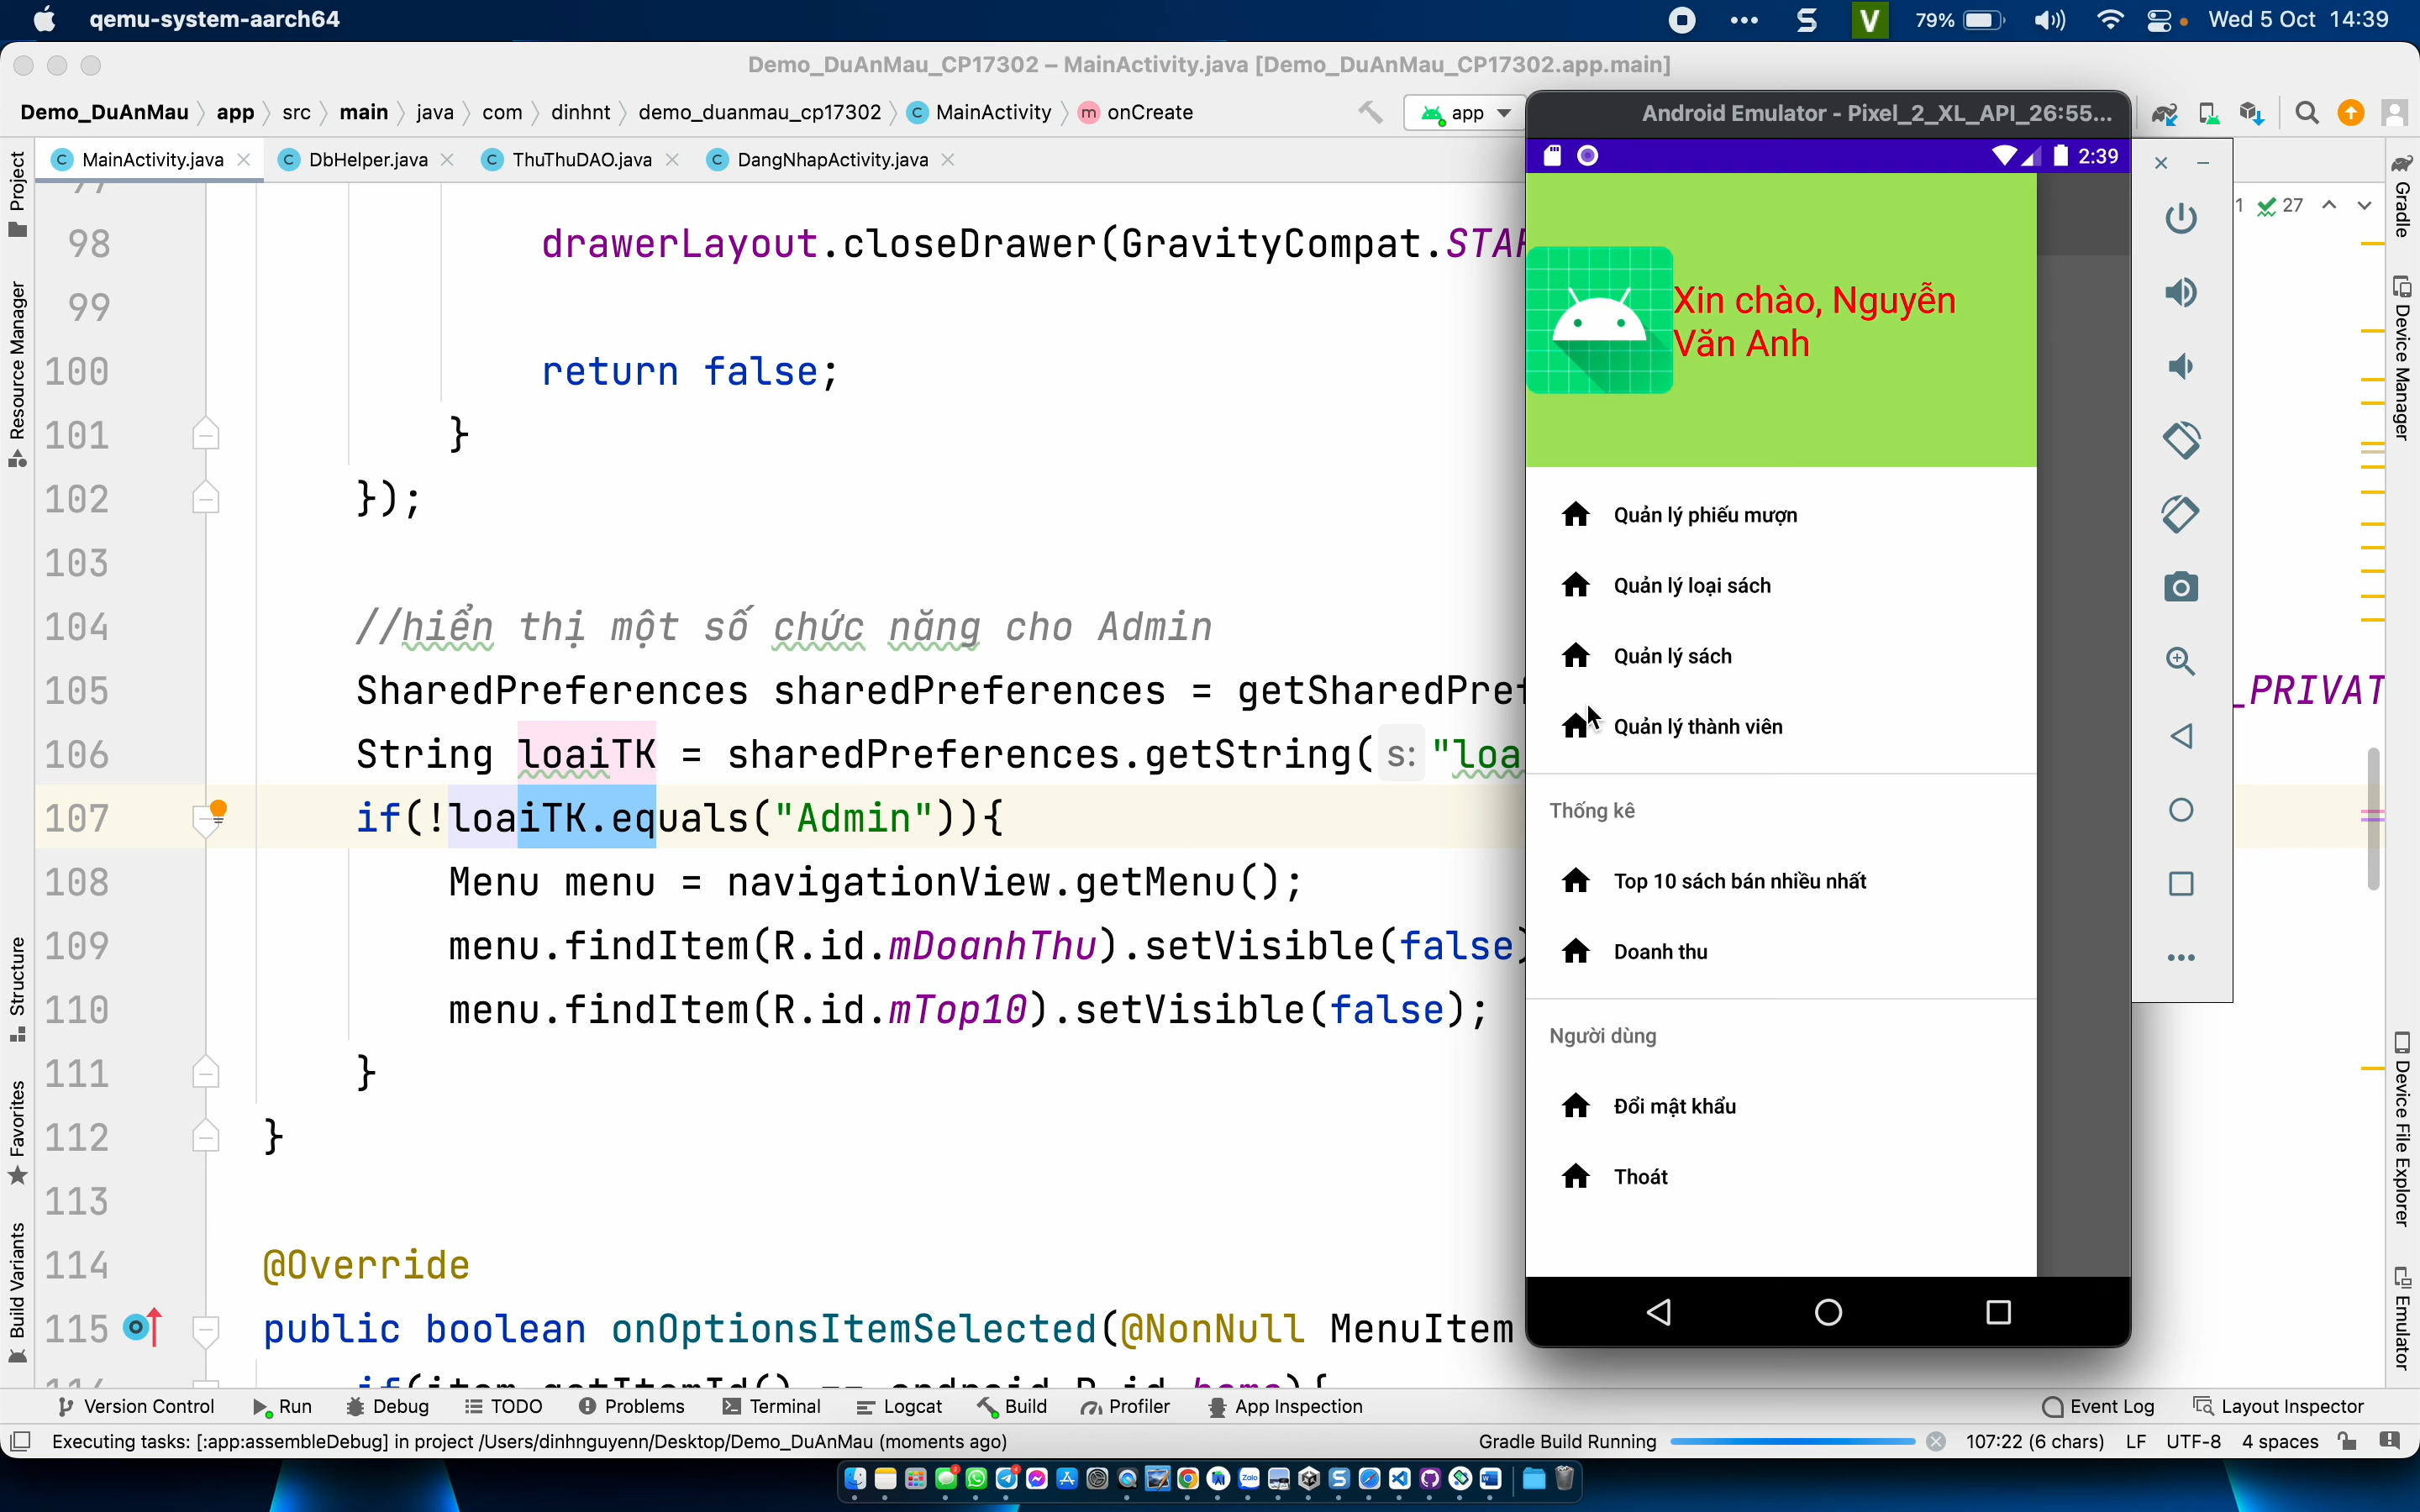 qemu-system-aarch64
79%
Wed 5 Oct 14:39
Demo_DuAnMau_CP17302 – MainActivity.java [Demo_DuAnMau_CP17302.app.main]
Demo_DuAnMau app src main java com dinhnt demo_duanmau_cp17302 MainActivity onCreate
app
MainActivity.java DbHelper.java ThuThuDAO.java DangNhapActivity.java
98 drawerLayout.closeDrawer(GravityCompat.
99
100 return false;
101 }
102 });
103
104 //hiển thị một số chức năng cho Admin
105 SharedPreferences sharedPreferences =
106 String loaiTK = sharedPreferences.getString( s:
107 if(!loaiTK.equals("Admin")){
108 Menu menu = navigationView.getMenu();
109 menu.findItem(R.id.mDoanhThu).setVisible(false
110 menu.findItem(R.id.mTop10).setVisible(false);
111 }
112 }
113
114 @Override
115 public boolean onOptionsItemSelected(@NonNull MenuItem
1 27
Project
Resource Manager
Structure
Favorites
Build Variants
Gradle
Device Manager
Device File Explorer
Emulator
Android Emulator - Pixel_2_XL_API_26:55...
2:39
Xin chào, Nguyễn
Văn Anh
Quản lý phiếu mượn
Quản lý loại sách
Quản lý sách
Quản lý thành viên
Thống kê
Top 10 sách bán nhiều nhất
Doanh thu
Người dùng
Đổi mật khẩu
Thoát
Version Control Run Debug TODO Problems Terminal Logcat Build Profiler App Inspection Event Log Layout Inspector
Executing tasks: [:app:assembleDebug] in project /Users/dinhnguyenn/Desktop/Demo_DuAnMau (moments ago)
Gradle Build Running
107:22 (6 chars) LF UTF-8 4 spaces